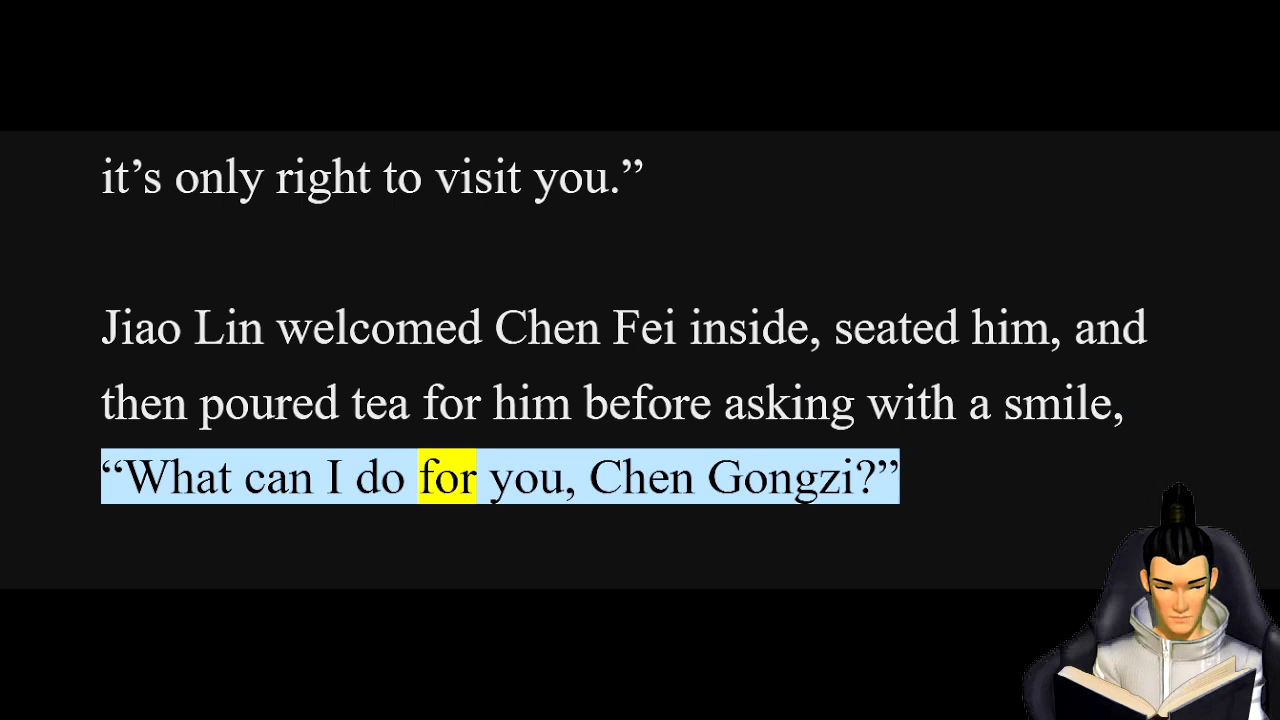 it’s only right to visit you.”
Jiao Lin welcomed Chen Fei inside, seated him, and
then poured tea for him before asking with a smile,
“What can I do for you, Chen Gongzi?”